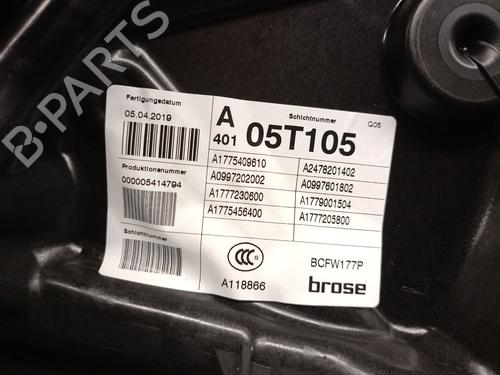 Fertigungsdatum
05.04.2019
Produktionsnummer
000005414794
Schichtnummer
A
401
Schichtnummer
05T105
Q05
A1775409610
A0997202002
A1777230600
A1775456400
A2478201402
A0997601802
A1779001504
A1777205800
CCC S
A118866
BCFW177P
brose
B-PARTS